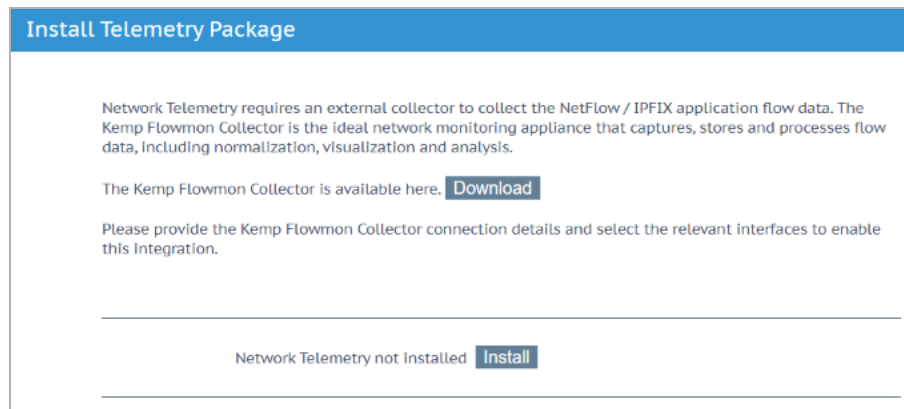 Install Telemetry Package
Network Telemetry requires an external collector to collect the NetFlow / IPFIX application flow data. The
Kemp Flowmon Collector is the ideal network monitoring appliance that captures, stores and processes flow
data, including normalization, visualization and analysis.
The Kemp Flowmon Collector is available here. Download
Please provide the Kemp Flowmon Collector connection details and select the relevant interfaces to enable
this integration.
Network Telemetry not Installed Install